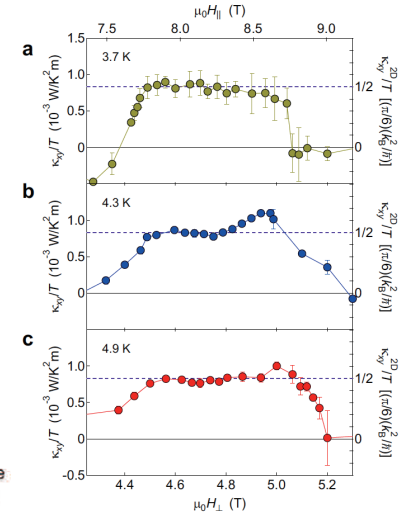 μ₀H∥ (T)
7.5 8.0 8.5 9.0
a
3.7 K
1.5
1.0
0.5
0
κxy/T (10⁻³ W/K²m)
1/2
0
κxy²ᴰ/T [(π/6)(kB²/ħ)]
b
4.3 K
1.0
0.5
0
κxy/T (10⁻³ W/K²m)
1/2
0
κxy²ᴰ/T [(π/6)(kB²/ħ)]
c
4.9 K
1.0
0.5
0
-0.5
κxy/T (10⁻³ W/K²m)
1/2
0
κxy²ᴰ/T [(π/6)(kB²/ħ)]
e
4.4 4.6 4.8 5.0 5.2
μ₀H⊥ (T)